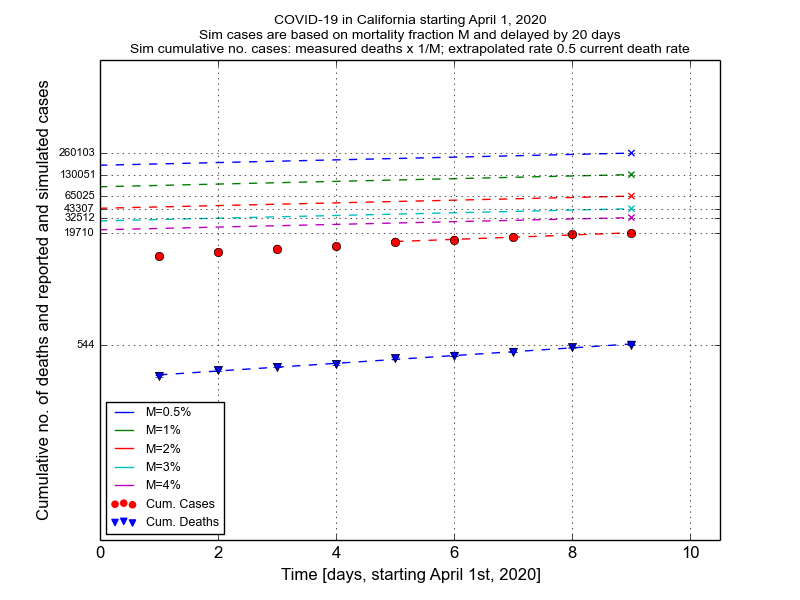 COVID-19 in California starting April 1, 2020
Sim cases are based on mortality fraction M and delayed by 20 days
Sim cumulative no. cases: measured deaths x 1/M; extrapolated rate 0.5 current death rate
Cumulative no. of deaths and reported and simulated cases
260103
130051
65025
43307
32512
19710
544
M=0.5%
M=1%
M=2%
M=3%
M=4%
Cum. Cases
Cum. Deaths
0 2 4 6 8 10
Time [days, starting April 1st, 2020]